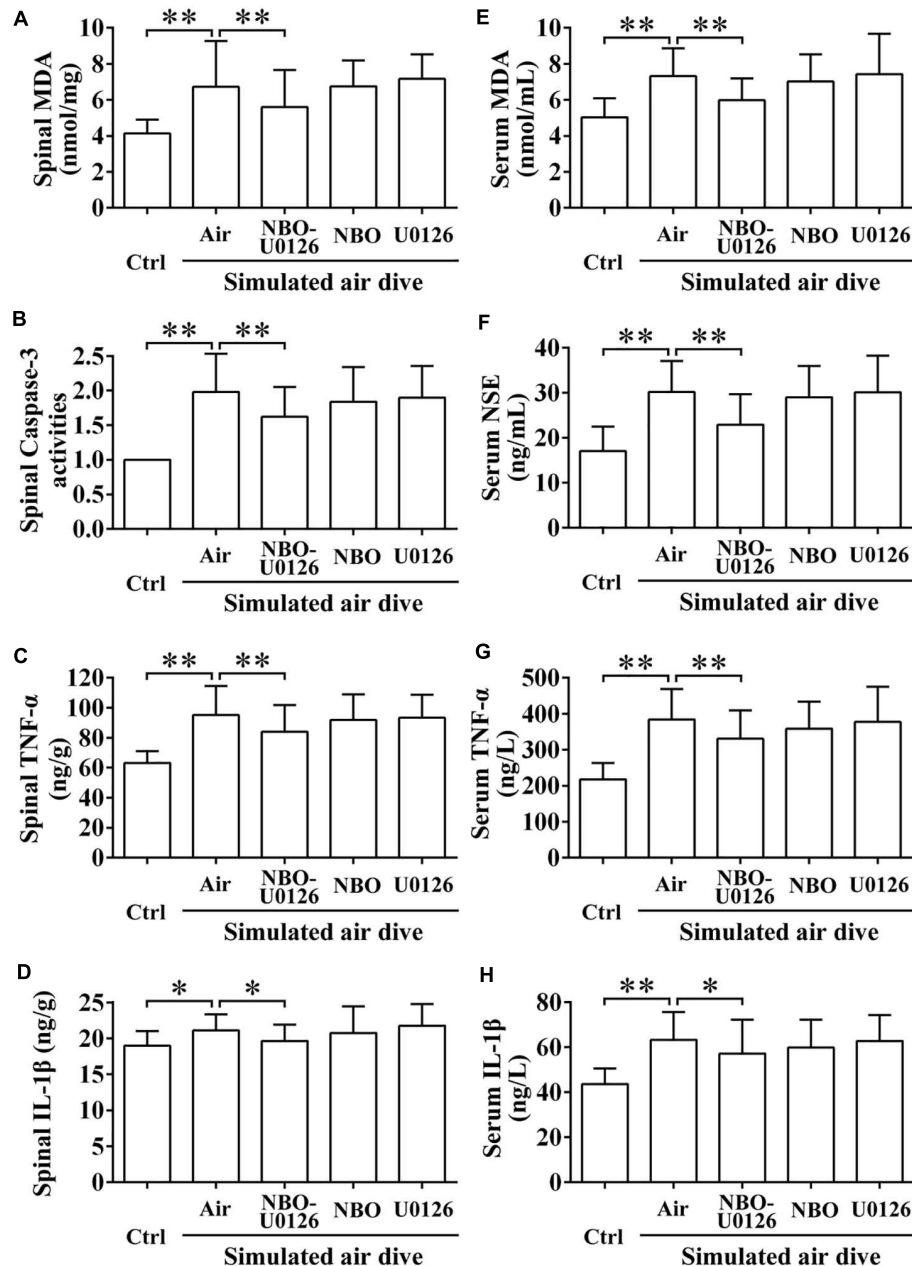 A
Spinal MDA
(nmol/mg)
10
8
6
4
2
0
** **
Ctrl
Air
NBO-
U0126
NBO
U0126
Simulated air dive
E
Serum MDA
(nmol/mL)
10
8
6
4
2
0
** **
Ctrl
Air
NBO-
U0126
NBO
U0126
Simulated air dive
B
Spinal Caspase-3
activities
2.5
2.0
1.5
1.0
0.5
0.0
** **
Ctrl
Air
NBO-
U0126
NBO
U0126
Simulated air dive
F
Serum NSE
(ng/mL)
40
30
20
10
0
** **
Ctrl
Air
NBO-
U0126
NBO
U0126
Simulated air dive
C
Spinal TNF-α
(ng/g)
120
100
80
60
40
20
0
** **
Ctrl
Air
NBO-
U0126
NBO
U0126
Simulated air dive
G
Serum TNF-α
(ng/L)
500
400
300
200
100
0
** **
Ctrl
Air
NBO-
U0126
NBO
U0126
Simulated air dive
D
Spinal IL-1β (ng/g)
25
20
15
10
5
0
* *
Ctrl
Air
NBO-
U0126
NBO
U0126
Simulated air dive
H
Serum IL-1β
(ng/L)
80
60
40
20
0
** *
Ctrl
Air
NBO-
U0126
NBO
U0126
Simulated air dive